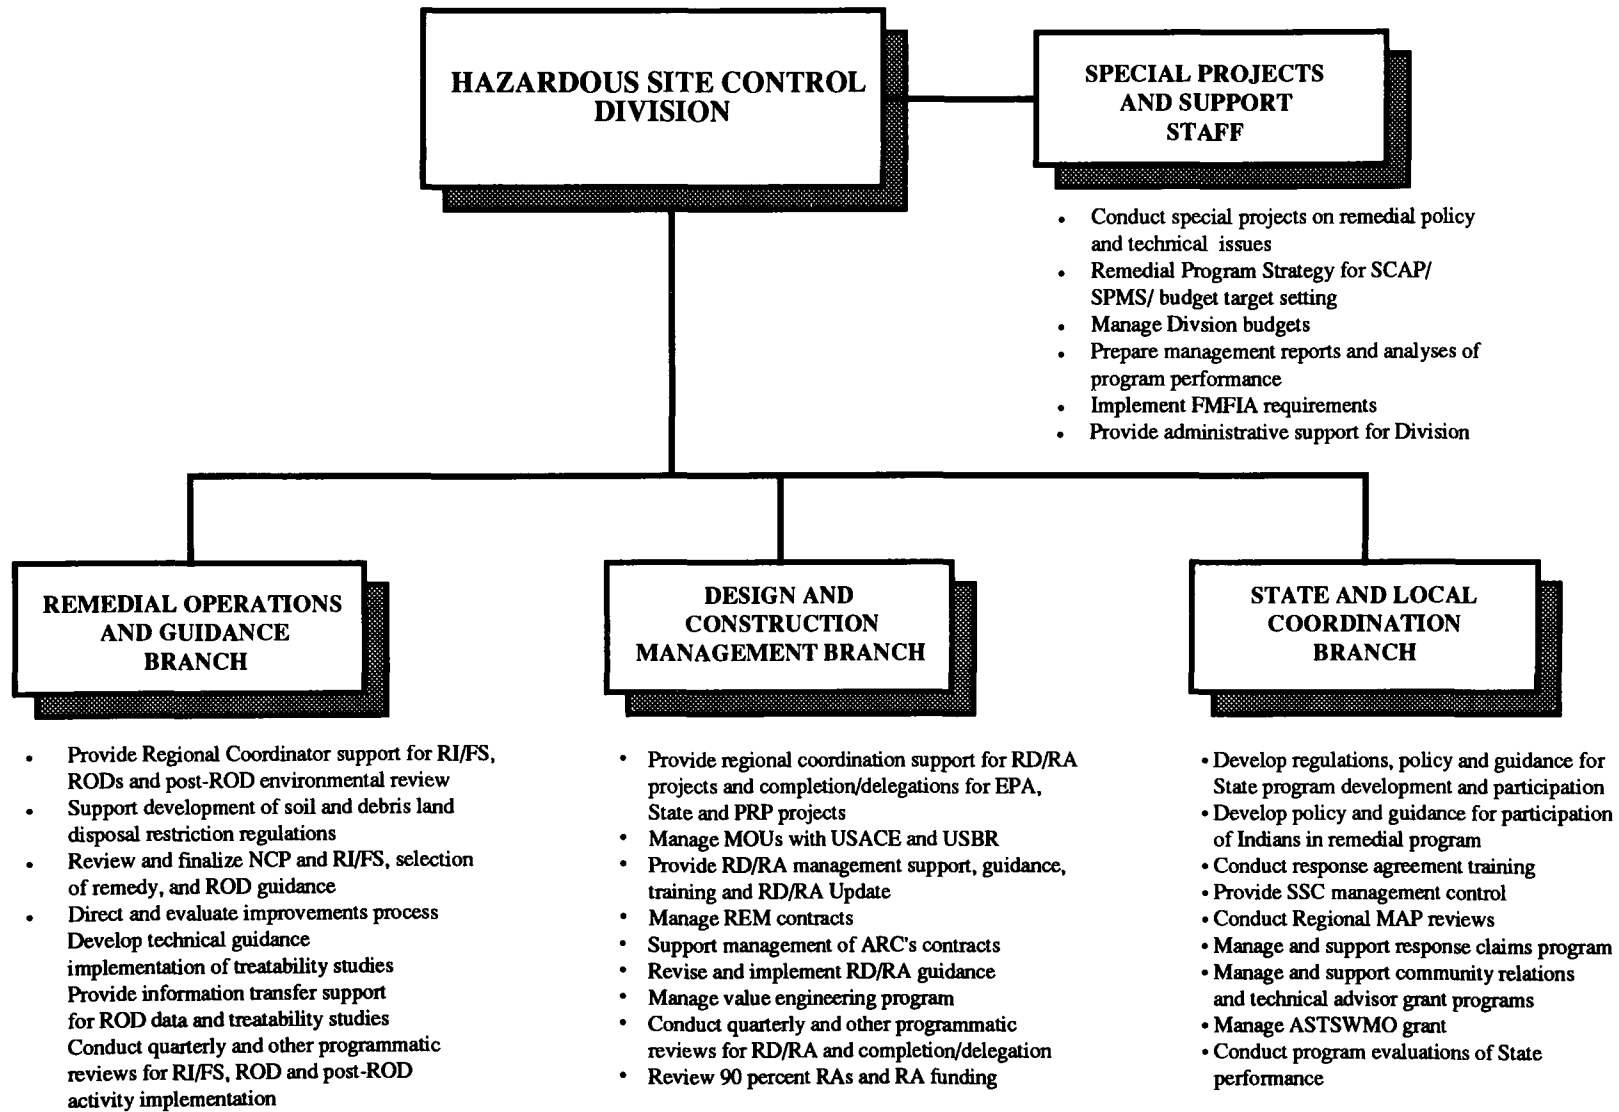 HAZARDOUS SITE CONTROL
DIVISION
SPECIAL PROJECTS
AND SUPPORT
STAFF
• Conduct special projects on remedial policy
and technical issues
• Remedial Program Strategy for SCAP/
SPMS/ budget target setting
• Manage Divsion budgets
• Prepare management reports and analyses of
program performance
• Implement FMFIA requirements
• Provide administrative support for Division
REMEDIAL OPERATIONS
AND GUIDANCE
BRANCH
• Provide Regional Coordinator support for RI/FS,
RODs and post-ROD environmental review
• Support development of soil and debris land
disposal restriction regulations
• Review and finalize NCP and RI/FS, selection
of remedy, and ROD guidance
• Direct and evaluate improvements process
Develop technical guidance
implementation of treatability studies
Provide information transfer support
for ROD data and treatability studies
Conduct quarterly and other programmatic
reviews for RI/FS, ROD and post-ROD
activity implementation
DESIGN AND
CONSTRUCTION
MANAGEMENT BRANCH
• Provide regional coordination support for RD/RA
projects and completion/delegations for EPA,
State and PRP projects
• Manage MOUs with USACE and USBR
• Provide RD/RA management support, guidance,
training and RD/RA Update
• Manage REM contracts
• Support management of ARC's contracts
• Revise and implement RD/RA guidance
• Manage value engineering program
• Conduct quarterly and other programmatic
reviews for RD/RA and completion/delegation
• Review 90 percent RAs and RA funding
STATE AND LOCAL
COORDINATION
BRANCH
• Develop regulations, policy and guidance for
State program development and participation
• Develop policy and guidance for participation
of Indians in remedial program
• Conduct response agreement training
• Provide SSC management control
• Conduct Regional MAP reviews
• Manage and support response claims program
• Manage and support community relations
and technical advisor grant programs
• Manage ASTSWMO grant
• Conduct program evaluations of State
performance